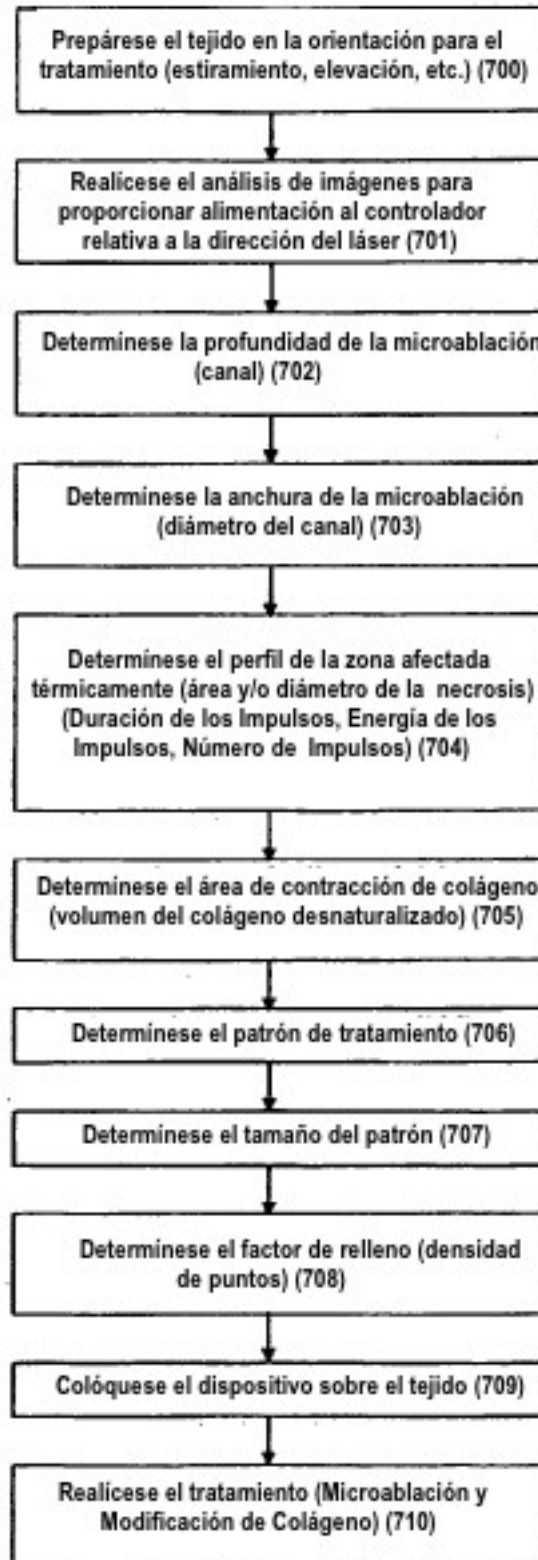 Prepárese el tejido en la orientación para el
tratamiento (estiramiento, elevación, etc.) (700)
Realícese el análisis de imágenes para
proporcionar alimentación al controlador
relativa a la dirección del láser (701)
Determínese la profundidad de la microablación
(canal) (702)
Determínese la anchura de la microablación
(diámetro del canal) (703)
Determínese el perfil de la zona afectada
térmicamente (área y/o diámetro de la necrosis)
(Duración de los Impulsos, Energía de los
Impulsos, Número de Impulsos) (704)
Determínese el área de contracción de colágeno
(volumen del colágeno desnaturalizado) (705)
Determínese el patrón de tratamiento (706)
Determínese el tamaño del patrón (707)
Determínese el factor de relleno (densidad
de puntos) (708)
Colóquese el dispositivo sobre el tejido (709)
Realícese el tratamiento (Microablación y
Modificación de Colágeno) (710)